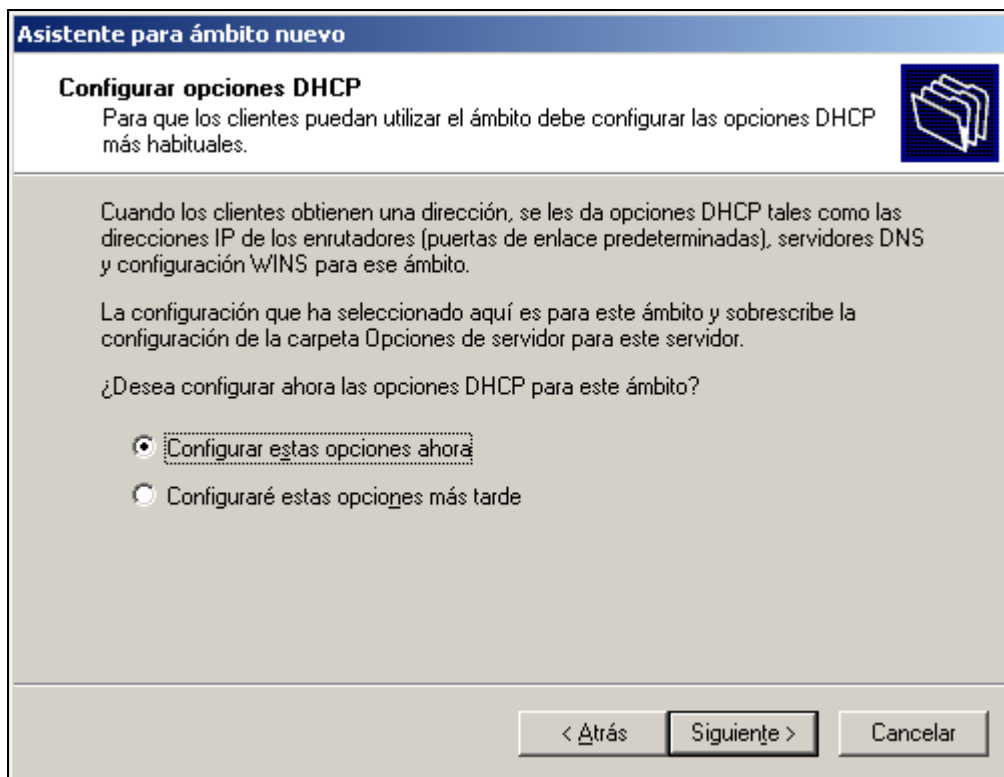 Asistente para ámbito nuevo
Configurar opciones DHCP
Para que los clientes puedan utilizar el ámbito debe configurar las opciones DHCP
más habituales.
Cuando los clientes obtienen una dirección, se les da opciones DHCP tales como las
direcciones IP de los enrutadores (puertas de enlace predeterminadas), servidores DNS
y configuración WINS para ese ámbito.
La configuración que ha seleccionado aquí es para este ámbito y sobrescribe la
configuración de la carpeta Opciones de servidor para este servidor.
¿Desea configurar ahora las opciones DHCP para este ámbito?
Configurar estas opciones ahora
Configuraré estas opciones más tarde
< Atrás Siguiente > Cancelar